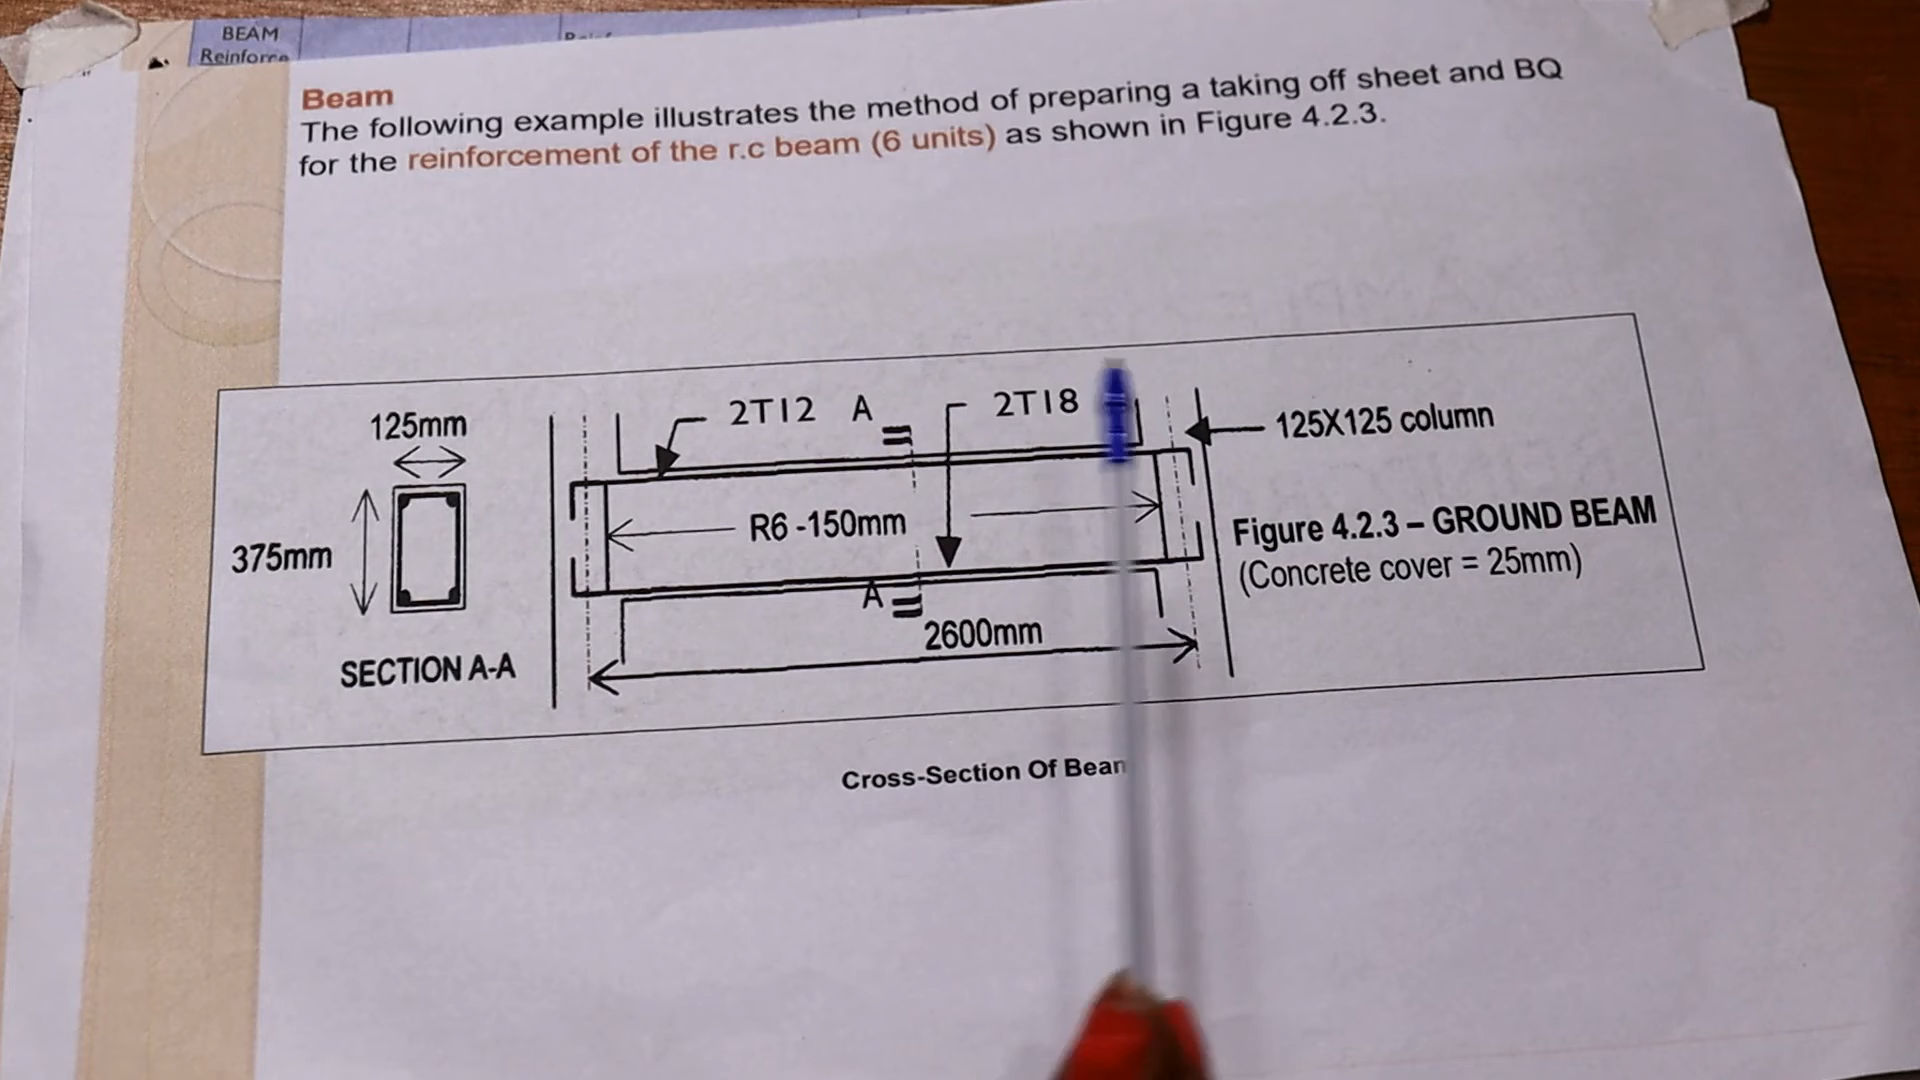 BEAM
Reinforce
Beam
The following example illustrates the method of preparing a taking off sheet and BQ
for the reinforcement of the r.c beam (6 units) as shown in Figure 4.2.3.
125mm
375mm
SECTION A-A
2T12
A
2T18
125X125 column
R6 -150mm
A
2600mm
Figure 4.2.3 – GROUND BEAM
(Concrete cover = 25mm)
Cross-Section Of Beam